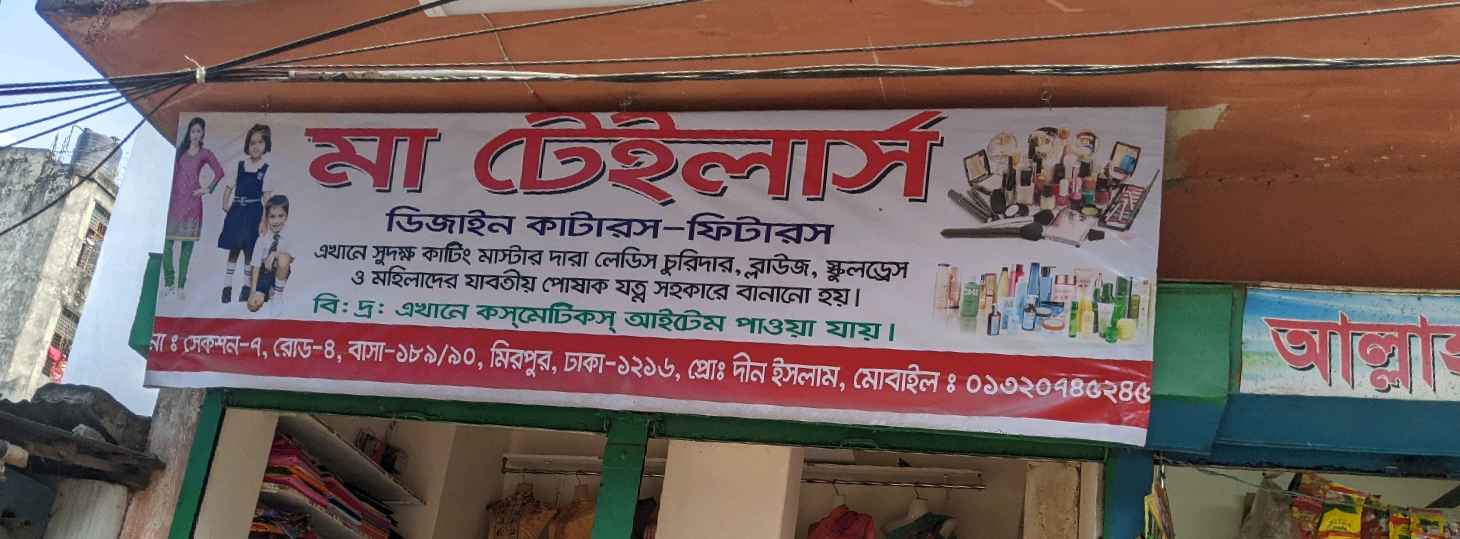 মা টেইলার্স
ডিজাইন কাটারস-ফিটারস
এখানে সুদক্ষ কাটিং মাস্টার দারা লেডিস চুরিদার, ব্লাউজ, স্কুলড্রেস
ও মহিলাদের যাবতীয় পোষাক যত্ন সহকারে বানানো হয়।
বি: দ্র: এখানে কস্‌মেটিকস্ আইটেম পাওয়া যায়।
না ঃ সেকশন-৭, রোড-৪, বাসা-১৮৯/৯০, মিরপুর, ঢাকা-১২১৬, প্রোঃ দীন ইসলাম, মোবাইল ঃ ০১৩২০৭৪৫২৪৫